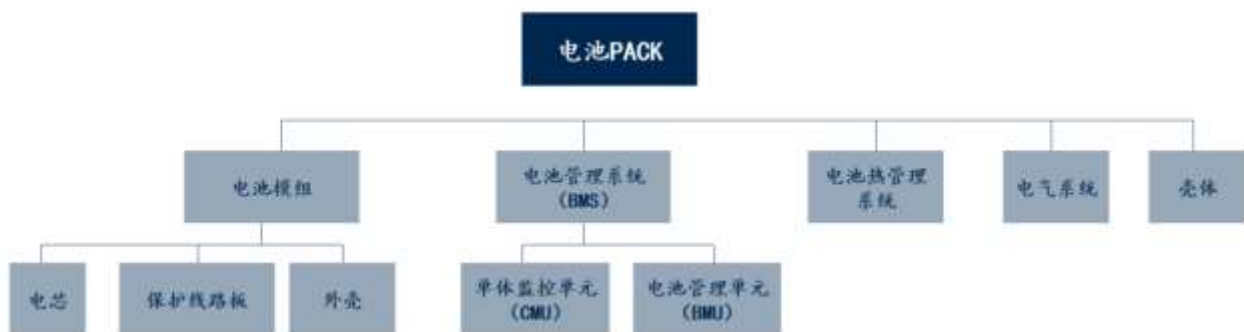 电池PACK
电池模组
电池管理系统
(BMS)
电池热管理
系统
电气系统
壳体
电芯
保护线路板
外壳
单体监控单元
(CMU)
电池管理单元
(BMU)